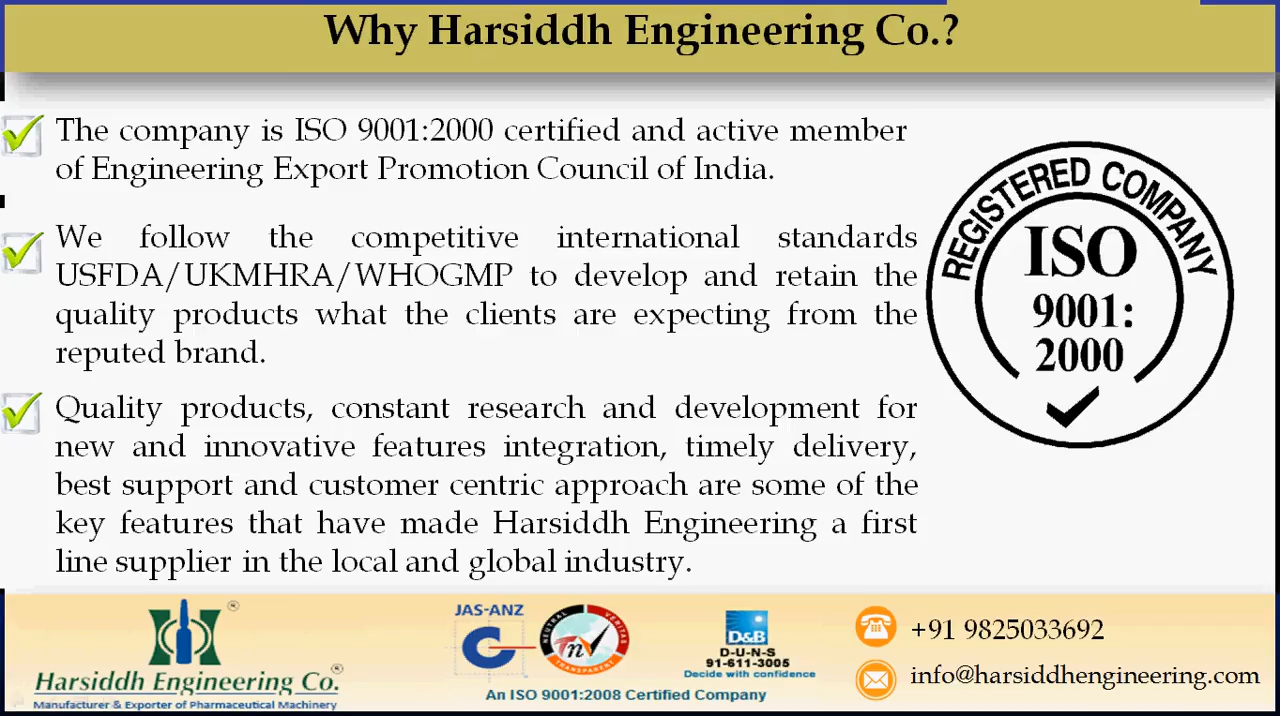 Why Harsiddh Engineering Co.?
The company is ISO 9001:2000 certified and active member
of Engineering Export Promotion Council of India.
We follow the competitive international standards
USFDA/UKMHRA/WHOGMP to develop and retain the
quality products what the clients are expecting from the
reputed brand.
Quality products, constant research and development for
new and innovative features integration, timely delivery,
best support and customer centric approach are some of the
key features that have made Harsiddh Engineering a first
line supplier in the local and global industry.
REGISTERED COMPANY
ISO
9001:
2000
®
Harsiddh Engineering Co.®
Manufacturer & Exporter of Pharmaceutical Machinery
JAS-ANZ
C
NEUTRAL VERITAS TRANSPARENT
An ISO 9001:2008 Certified Company
D&B
D-U-N-S
91-611-3005
Decide with confidence
+91 9825033692
info@harsiddhengineering.com